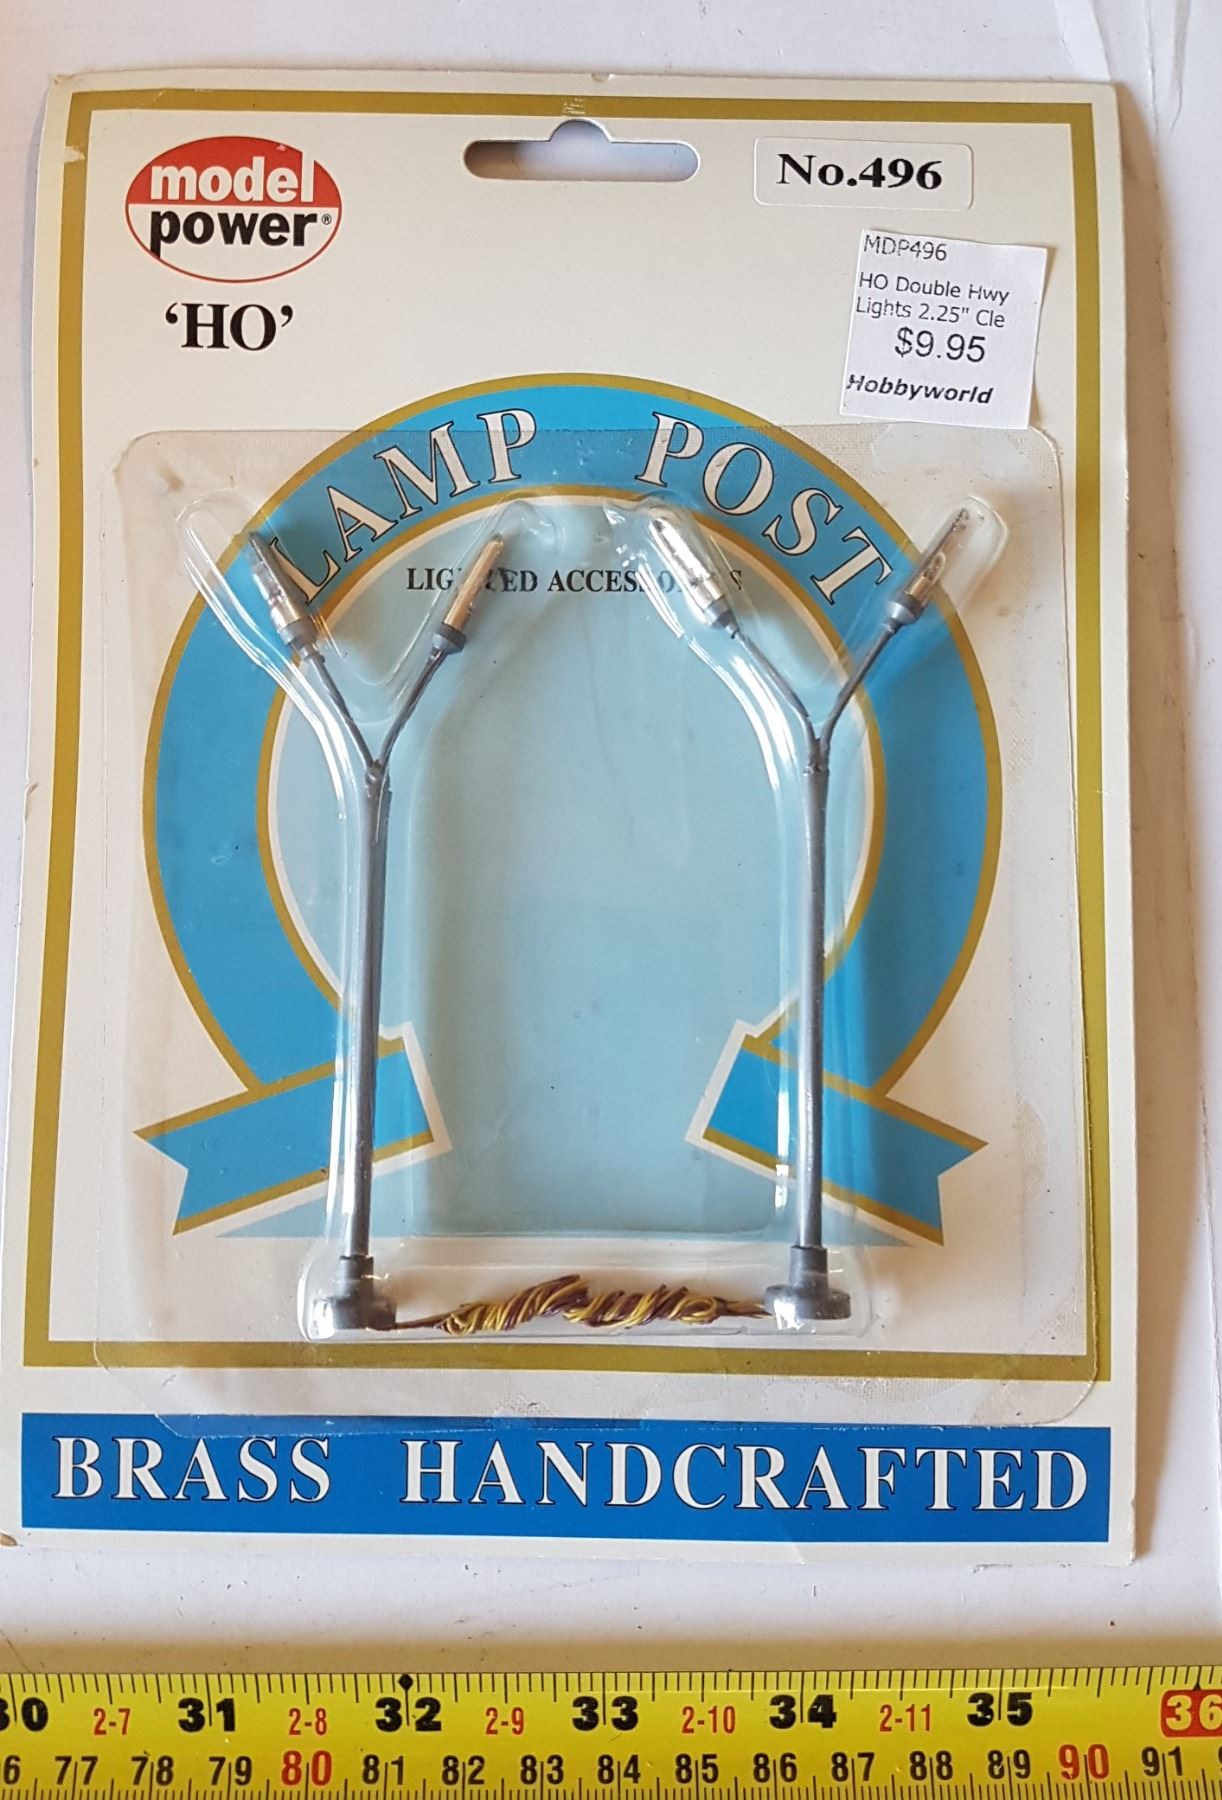 model
power®
'HO'
No.496
MDP496
HO Double Hwy
Lights 2.25" Cle
$9.95
Hobbyworld
LAMP POST
BRASS HANDCRAFTED
30 2-7 31 2-8 32 2-9 33 2-10 34 2-11 35 36
6 77 78 79 80 81 82 83 84 85 86 87 88 89 90 91